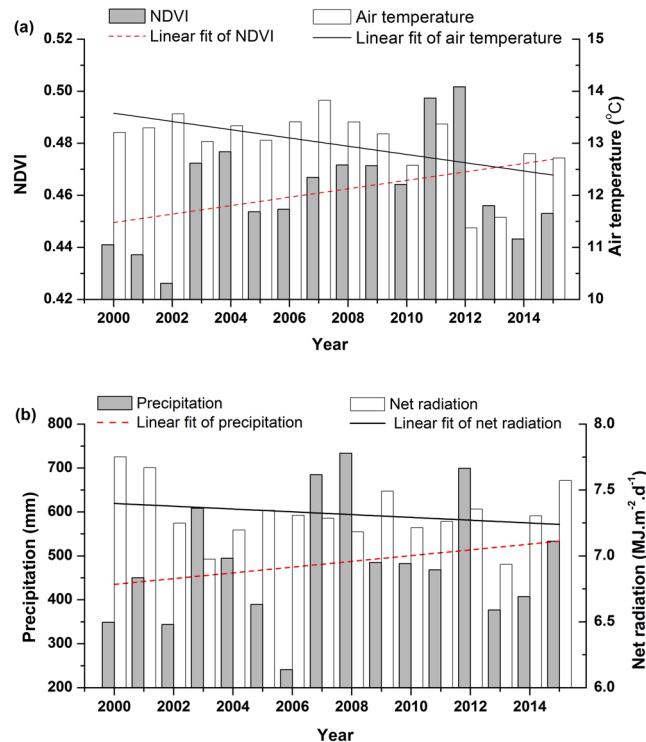 (a)
NDVI
Air temperature
Linear fit of NDVI
Linear fit of air temperature
0.52
0.50
0.48
0.46
0.44
0.42
NDVI
15
14
13
12
11
10
Air temperature (°C)
2000 2002 2004 2006 2008 2010 2012 2014
Year
(b)
Precipitation
Net radiation
Linear fit of precipitation
Linear fit of net radiation
800
700
600
500
400
300
200
Precipitation (mm)
8.0
7.5
7.0
6.5
6.0
Net radiation (MJ.m⁻².d⁻¹)
2000 2002 2004 2006 2008 2010 2012 2014
Year